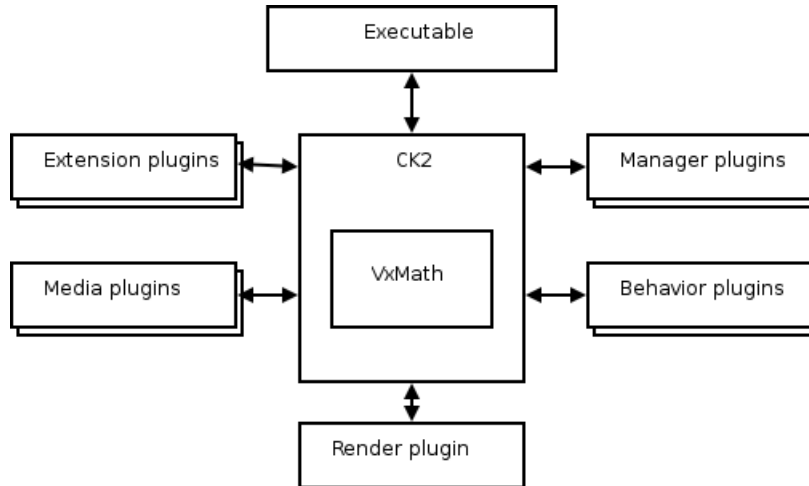 Executable
Extension plugins
CK2
Manager plugins
VxMath
Media plugins
Behavior plugins
Render plugin